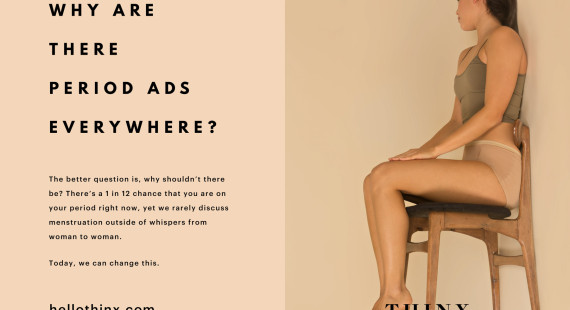 WHY ARE
THERE
PERIOD ADS
EVERYWHERE?
The better question is, why shouldn't there
be? There's a 1 in 12 chance that you are on
your period right now, yet we rarely discuss
menstruation outside of whispers from
woman to woman.
Today, we can change this.
hellothinx.com
THINX